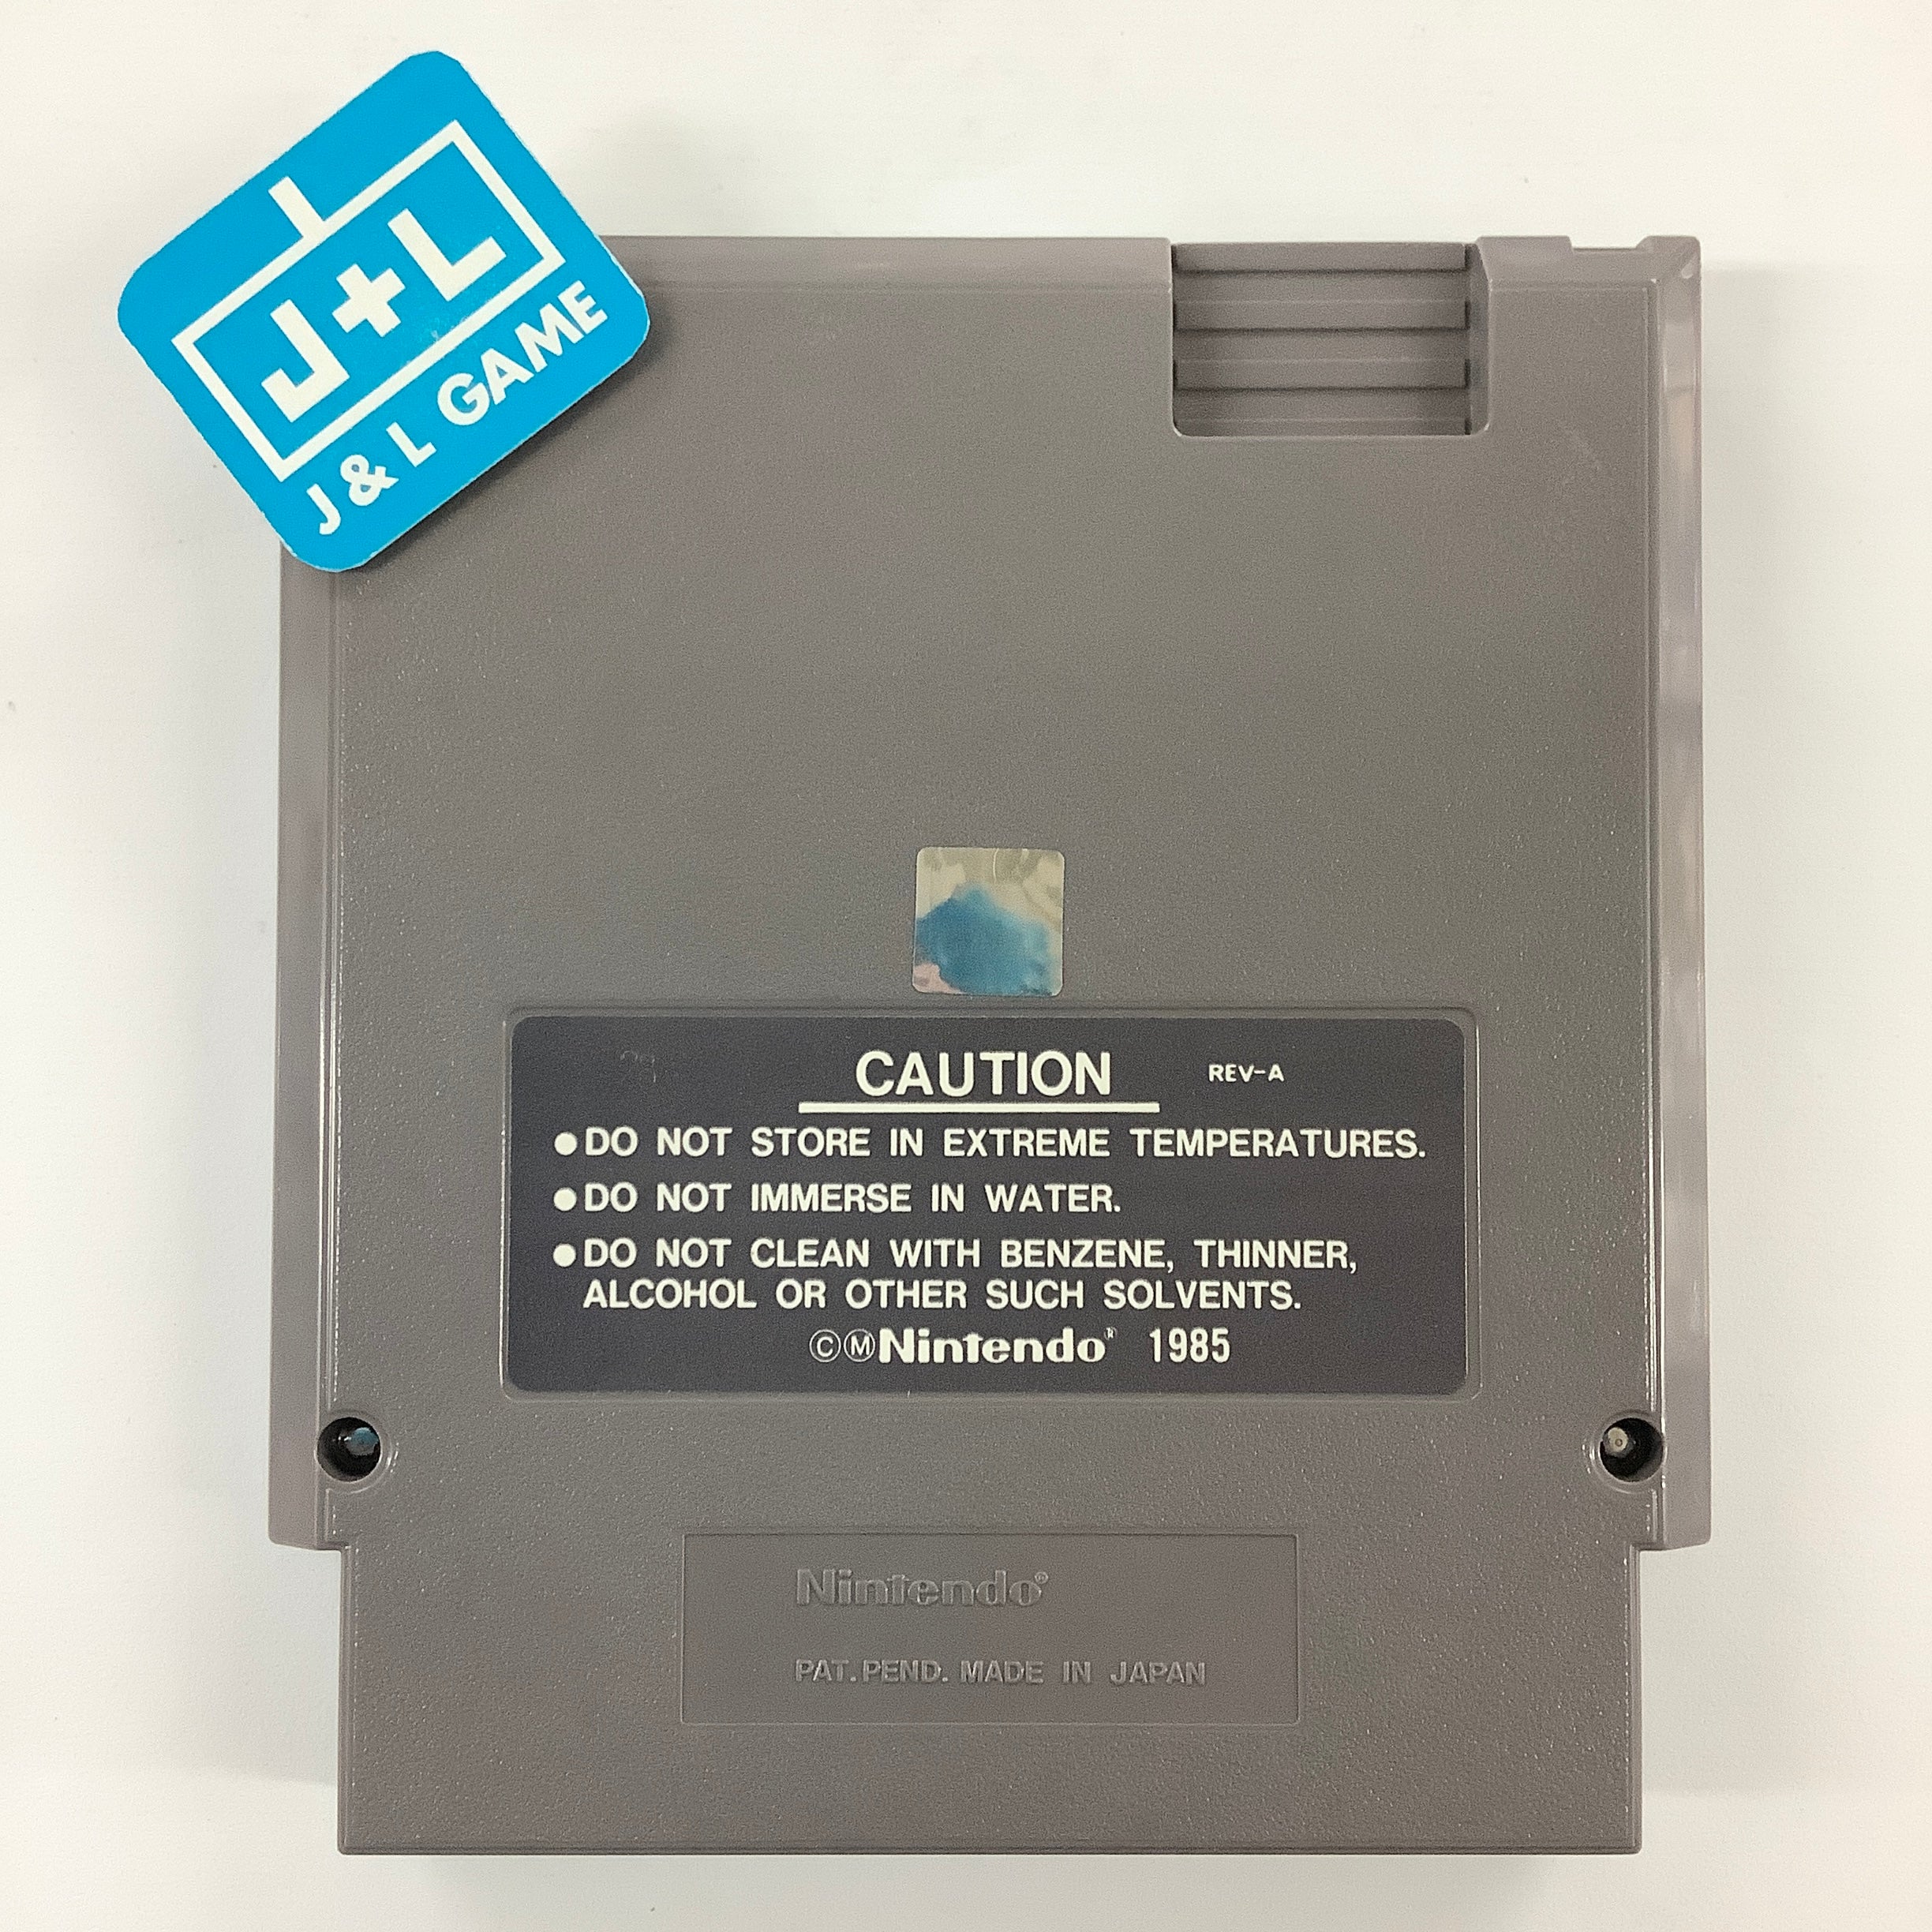 J+L
J & L GAME
CAUTION REV-A
●DO NOT STORE IN EXTREME TEMPERATURES.
●DO NOT IMMERSE IN WATER.
●DO NOT CLEAN WITH BENZENE, THINNER,
ALCOHOL OR OTHER SUCH SOLVENTS.
©ⓂNintendo® 1985
Nintendo®
PAT. PEND. MADE IN JAPAN